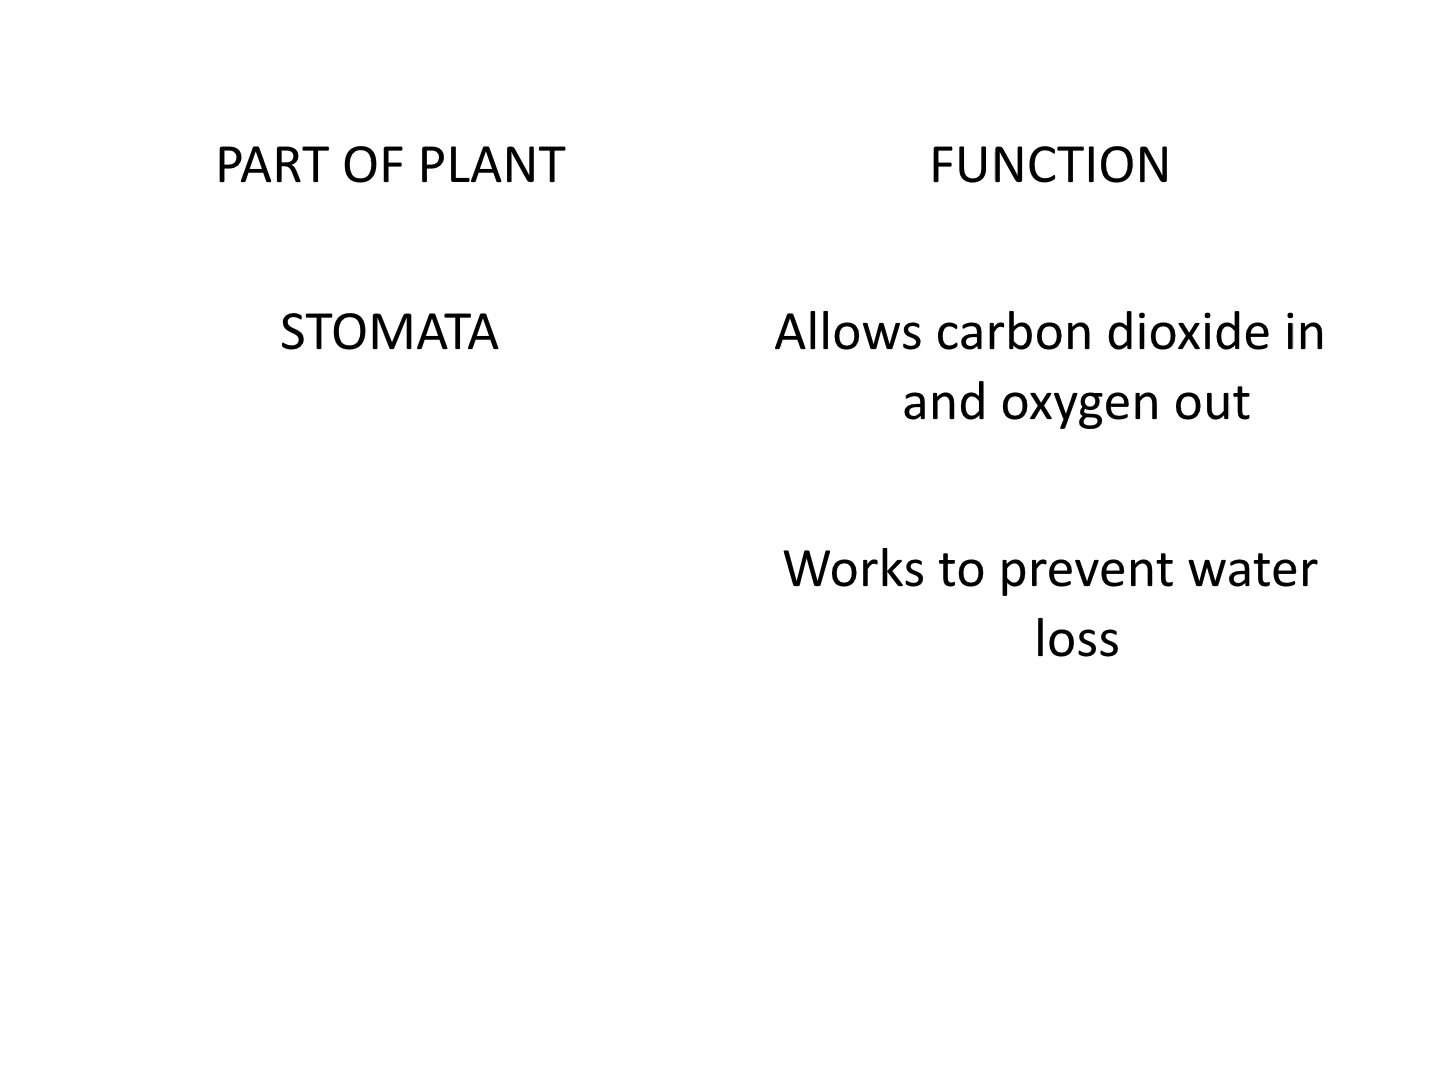 PART OF PLANT
FUNCTION
STOMATA
Allows carbon dioxide in
and oxygen out
Works to prevent water
loss